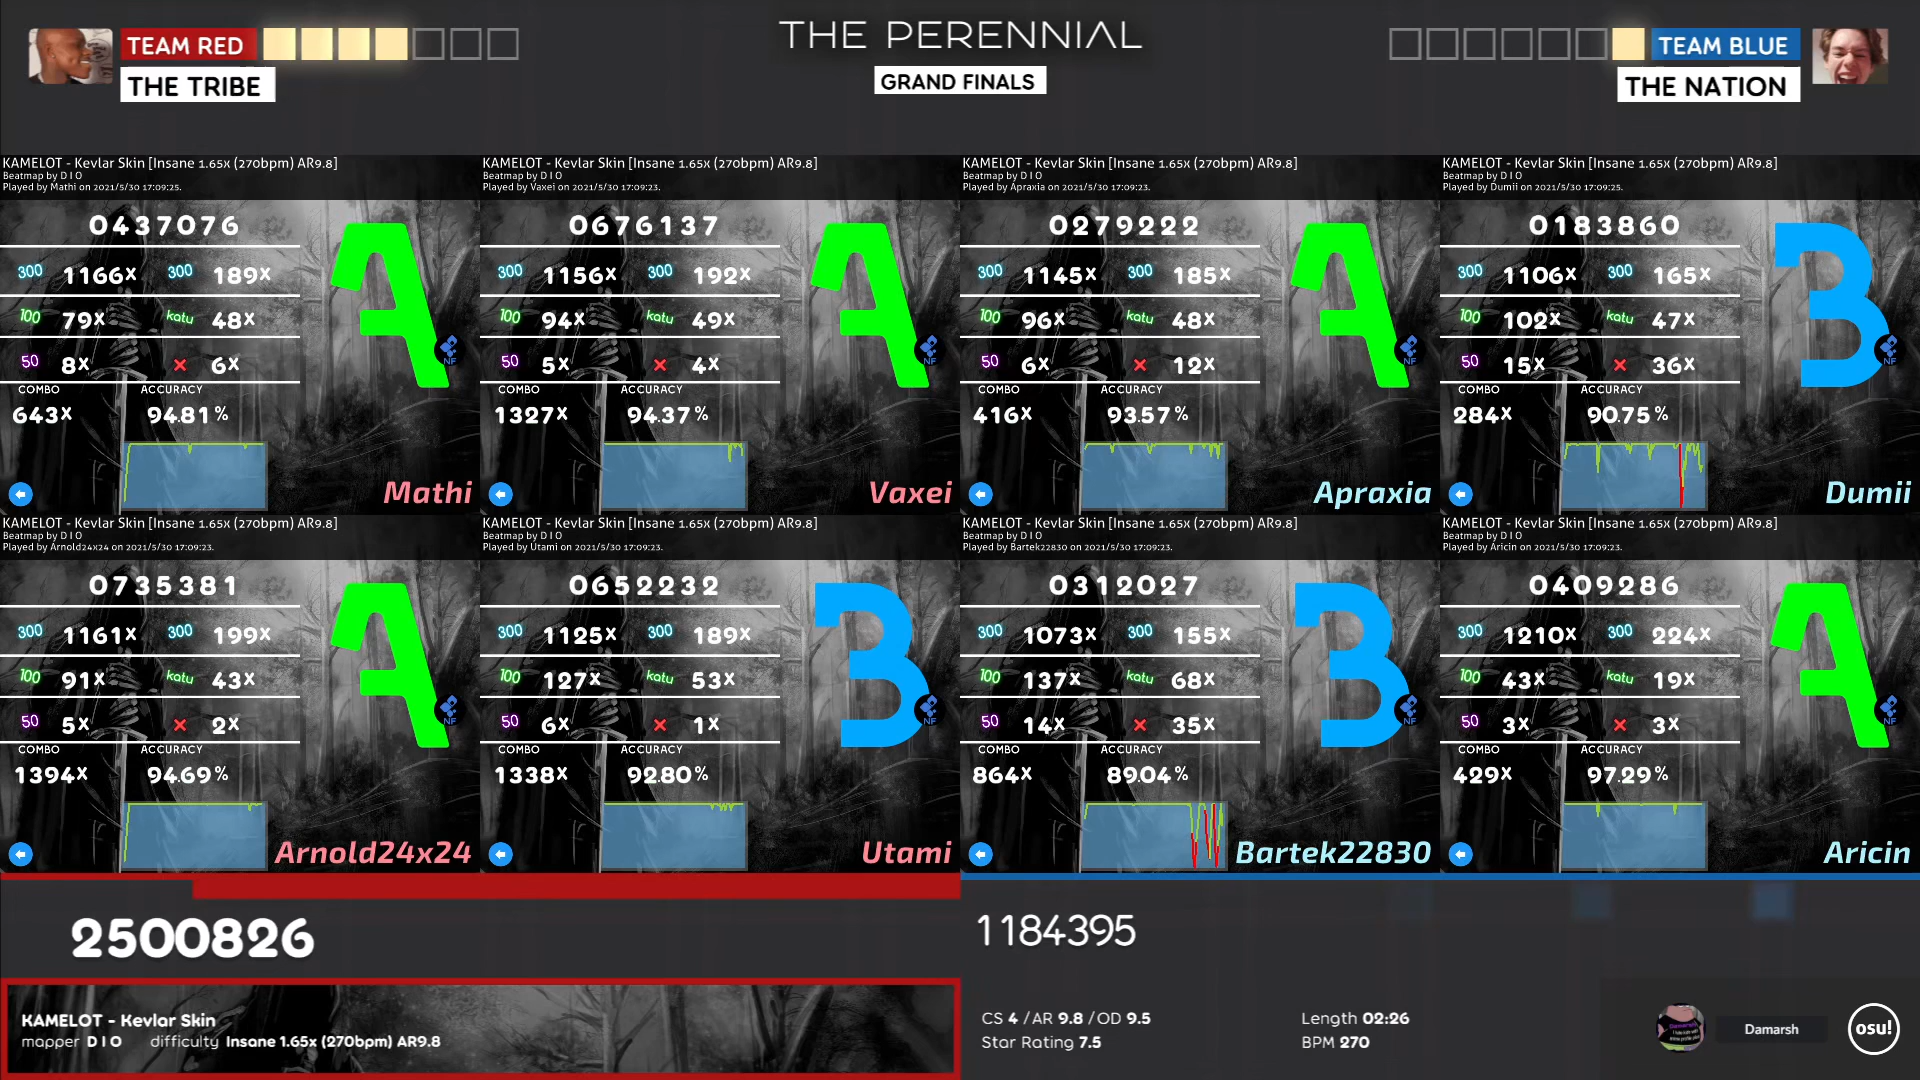 TEAM RED
THE TRIBE
THE PERENNIAL
GRAND FINALS
TEAM BLUE
THE NATION
KAMELOT - Kevlar Skin [Insane 1.65x (270bpm) AR9.8]
Beatmap by D I O
Played by Mathi on 2021/5/30 17:09:25.
0437076
300 1166x 300 189x
100 79x katu 48x
50 8x x 6x
COMBO ACCURACY
643x 94.81%
NF
Mathi
KAMELOT - Kevlar Skin [Insane 1.65x (270bpm) AR9.8]
Beatmap by D I O
Played by Vaxei on 2021/5/30 17:09:23.
0676137
300 1156x 300 192x
100 94x katu 49x
50 5x x 4x
COMBO ACCURACY
1327x 94.37%
A
NF
Vaxei
KAMELOT - Kevlar Skin [Insane 1.65x (270bpm) AR9.8]
Beatmap by D I O
Played by Apraxia on 2021/5/30 17:09:23.
0279222
300 1145x 300 185x
100 96x katu 48x
50 6x x 12x
COMBO ACCURACY
416x 93.57%
A
NF
Apraxia
KAMELOT - Kevlar Skin [Insane 1.65x (270bpm) AR9.8]
Beatmap by D I O
Played by Dumii on 2021/5/30 17:09:25.
0183860
300 1106x 300 165x
100 102x katu 47x
50 15x x 36x
COMBO ACCURACY
284x 90.75%
B
NF
Dumii
KAMELOT - Kevlar Skin [Insane 1.65x (270bpm) AR9.8]
Beatmap by D I O
Played by Arnold24x24 on 2021/5/30 17:09:23.
0735381
300 1161x 300 199x
100 91x katu 43x
50 5x x 2x
COMBO ACCURACY
1394x 94.69%
A
NF
Arnold24x24
KAMELOT - Kevlar Skin [Insane 1.65x (270bpm) AR9.8]
Beatmap by D I O
Played by Utami on 2021/5/30 17:09:23.
0652232
300 1125x 300 189x
100 127x katu 53x
50 6x x 1x
COMBO ACCURACY
1338x 92.80%
B
NF
Utami
KAMELOT - Kevlar Skin [Insane 1.65x (270bpm) AR9.8]
Beatmap by D I O
Played by Bartek22830 on 2021/5/30 17:09:23.
0312027
300 1073x 300 155x
100 137x katu 68x
50 14x x 35x
COMBO ACCURACY
864x 89.04%
B
NF
Bartek22830
KAMELOT - Kevlar Skin [Insane 1.65x (270bpm) AR9.8]
Beatmap by D I O
Played by Aricin on 2021/5/30 17:09:23.
0409286
300 1210x 300 224x
100 43x katu 19x
50 3x x 3x
COMBO ACCURACY
429x 97.29%
A
NF
Aricin
2500826
1184395
KAMELOT - Kevlar Skin
mapper D I O difficulty Insane 1.65x (270bpm) AR9.8
CS 4 / AR 9.8 / OD 9.5
Star Rating 7.5
Length 02:26
BPM 270
Damarsh
osu!